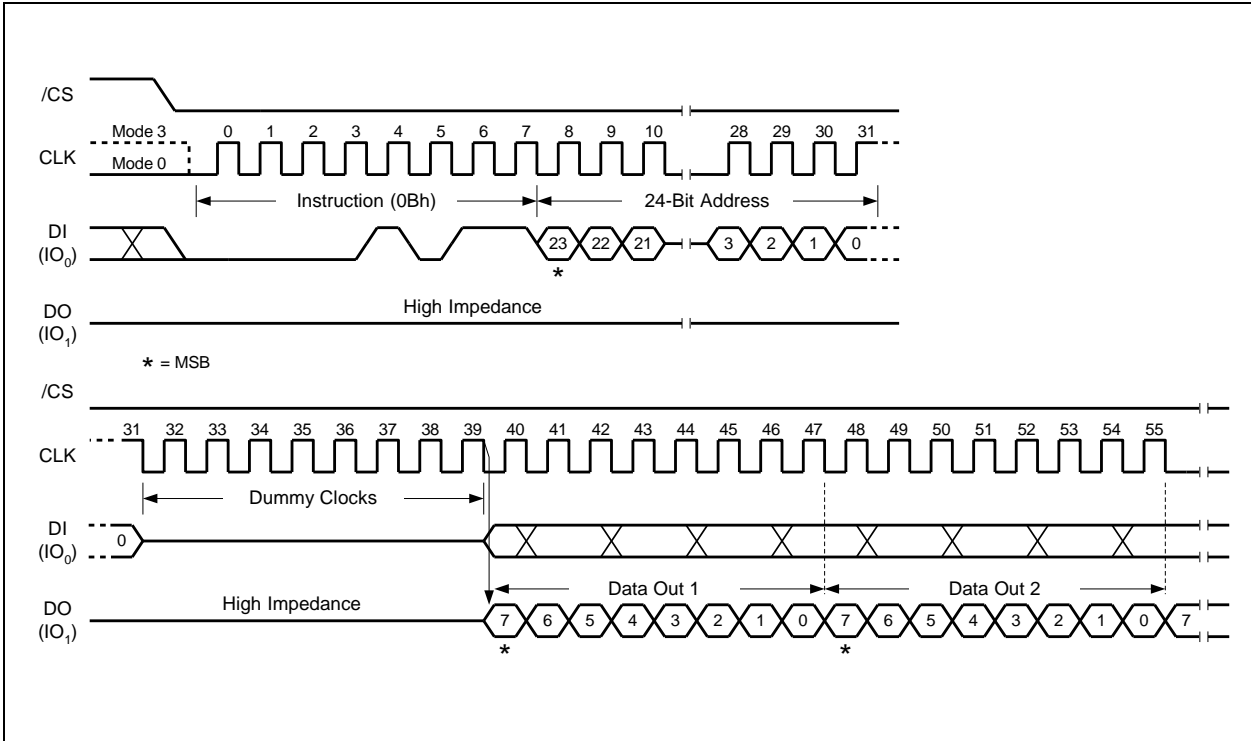 /CS
Mode 3 0 1 2 3 4 5 6 7 8 9 10 28 29 30 31
CLK
Mode 0
Instruction (0Bh) 24-Bit Address
DI
(IO0) 23 22 21 3 2 1 0
*
High Impedance
DO
(IO1)
* = MSB
/CS
31 32 33 34 35 36 37 38 39 40 41 42 43 44 45 46 47 48 49 50 51 52 53 54 55
CLK
Dummy Clocks
DI
(IO0) 0
Data Out 1 Data Out 2
High Impedance
DO
(IO1) 7 6 5 4 3 2 1 0 7 6 5 4 3 2 1 0 7
* *